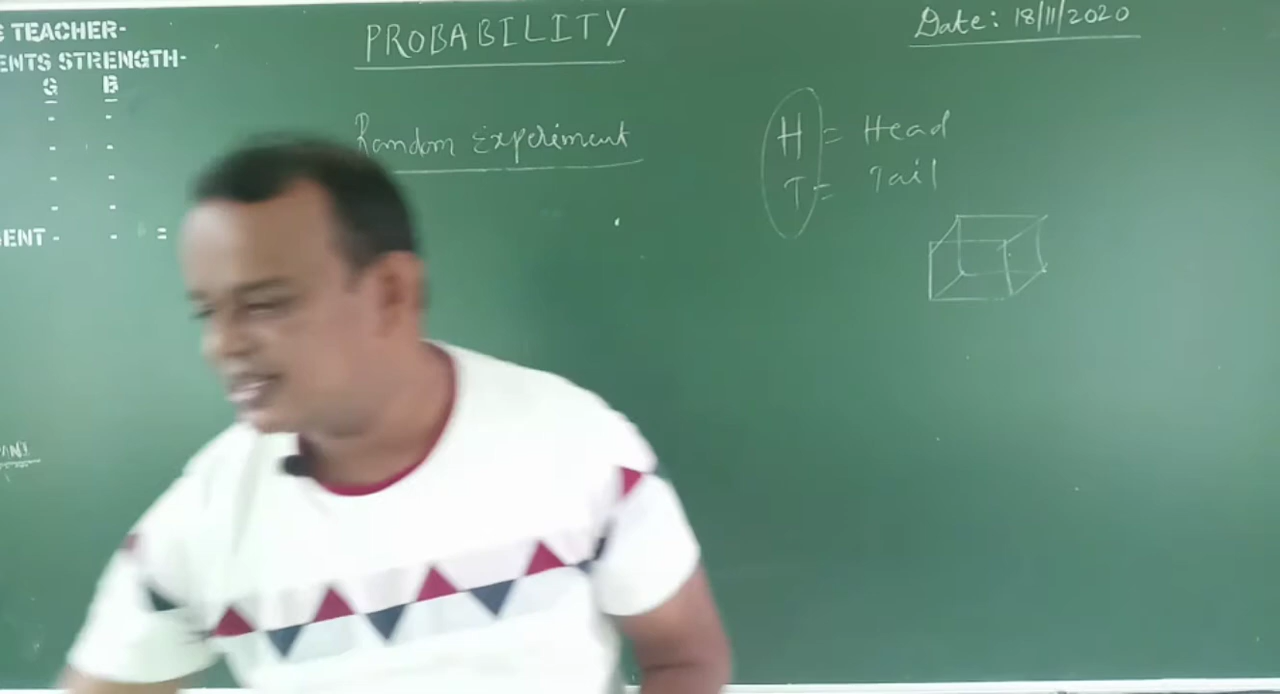 TEACHER-
ENTS STRENGTH-
G B
PROBABILITY
Date: 18/11/2020
Random Experiment
H = Head
T = Tail
ENT -